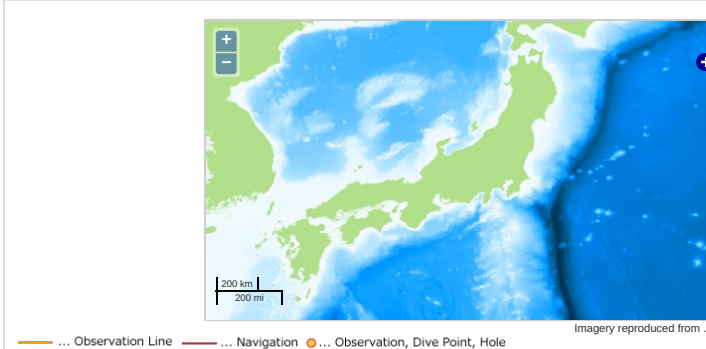 +
−
200 km
200 mi
Imagery reproduced from .
... Observation Line ... Navigation ... Observation, Dive Point, Hole